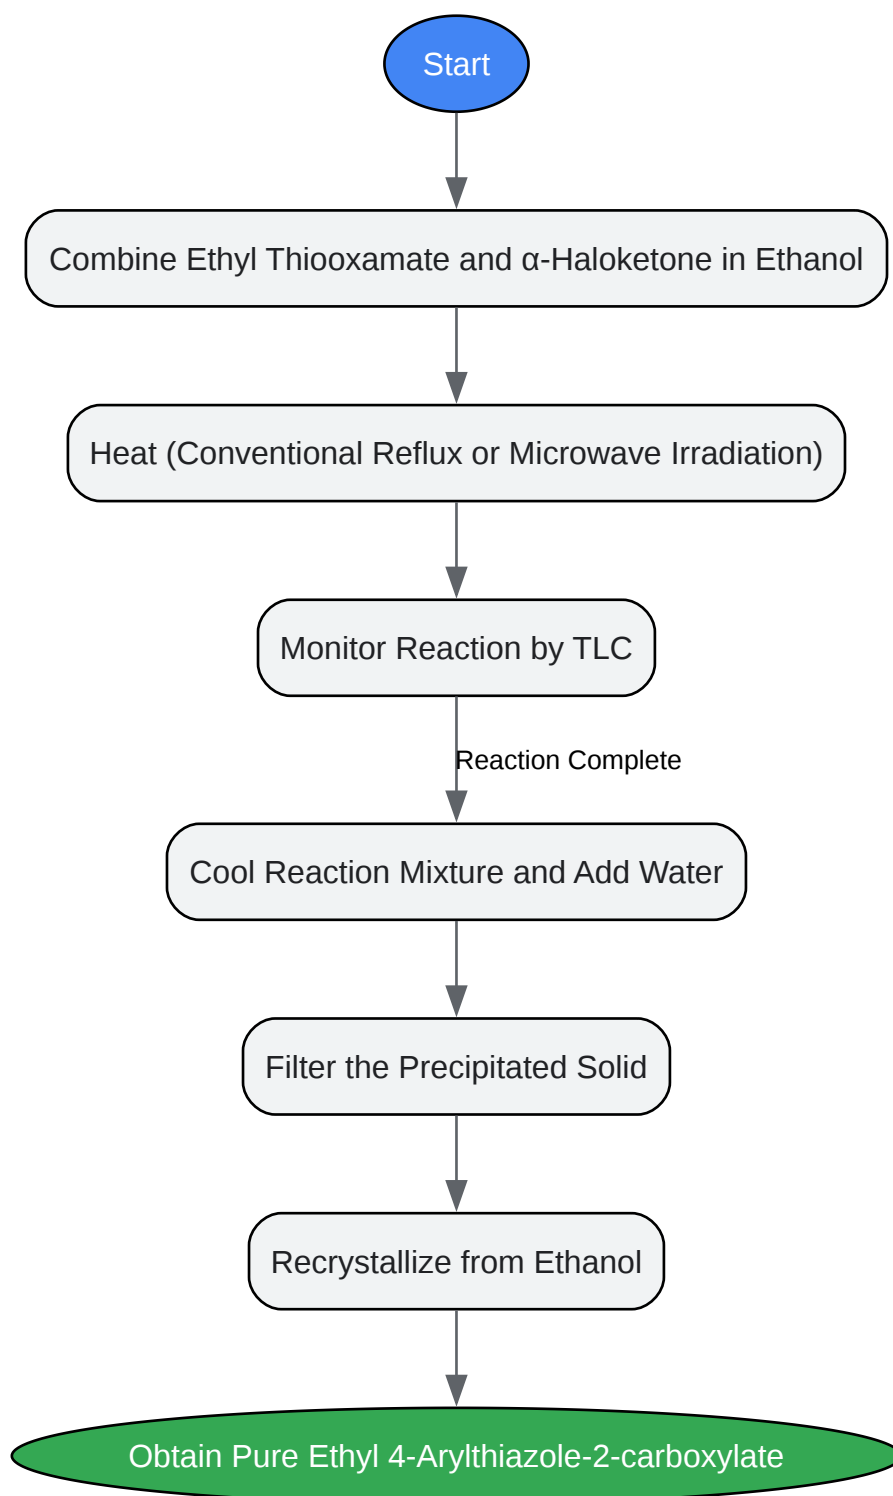 Start
Combine Ethyl Thiooxamate and α-Haloketone in Ethanol
Heat (Conventional Reflux or Microwave Irradiation)
Monitor Reaction by TLC
Reaction Complete
Cool Reaction Mixture and Add Water
Filter the Precipitated Solid
Recrystallize from Ethanol
Obtain Pure Ethyl 4-Arylthiazole-2-carboxylate